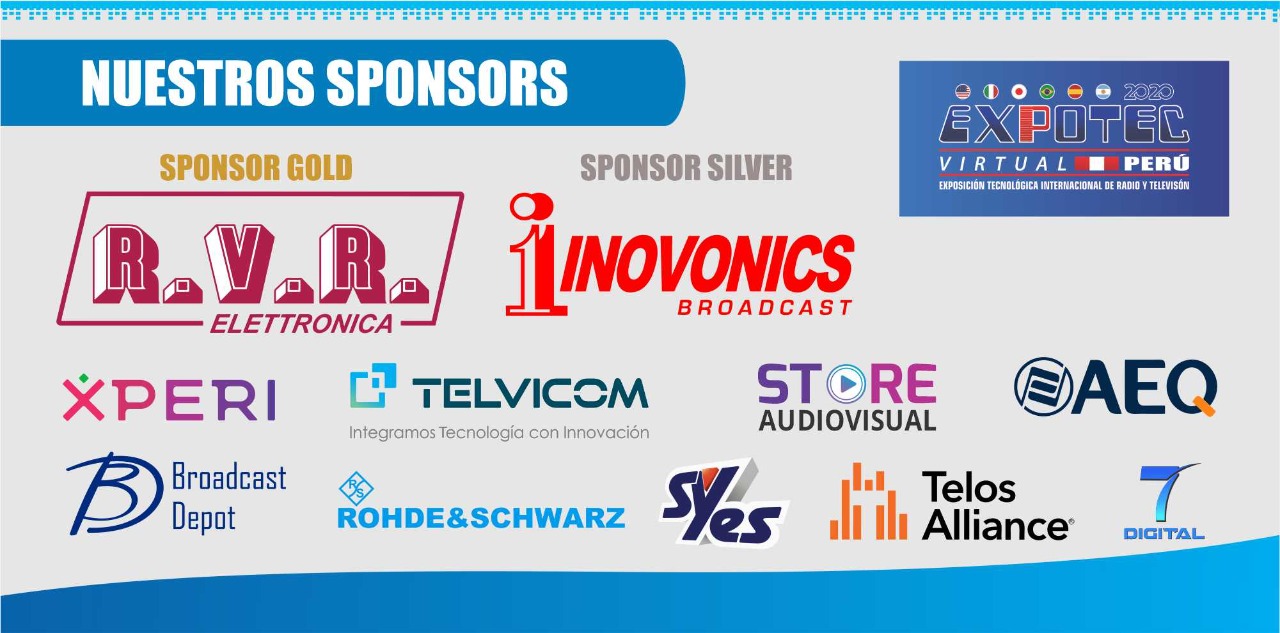 NUESTROS SPONSORS
2020
EXPOTEC
VIRTUAL PERÚ
EXPOSICIÓN TECNOLÓGICA INTERNACIONAL DE RADIO Y TELEVISÓN
SPONSOR GOLD
SPONSOR SILVER
R.V.R.
ELETTRONICA
i INOVONICS
BROADCAST
XPERI
TELVICOM
Integramos Tecnología con Innovación
STORE
AUDIOVISUAL
AEQ
B Broadcast
Depot
R/S
ROHDE&SCHWARZ
SYes
Telos
Alliance®
7
DIGITAL